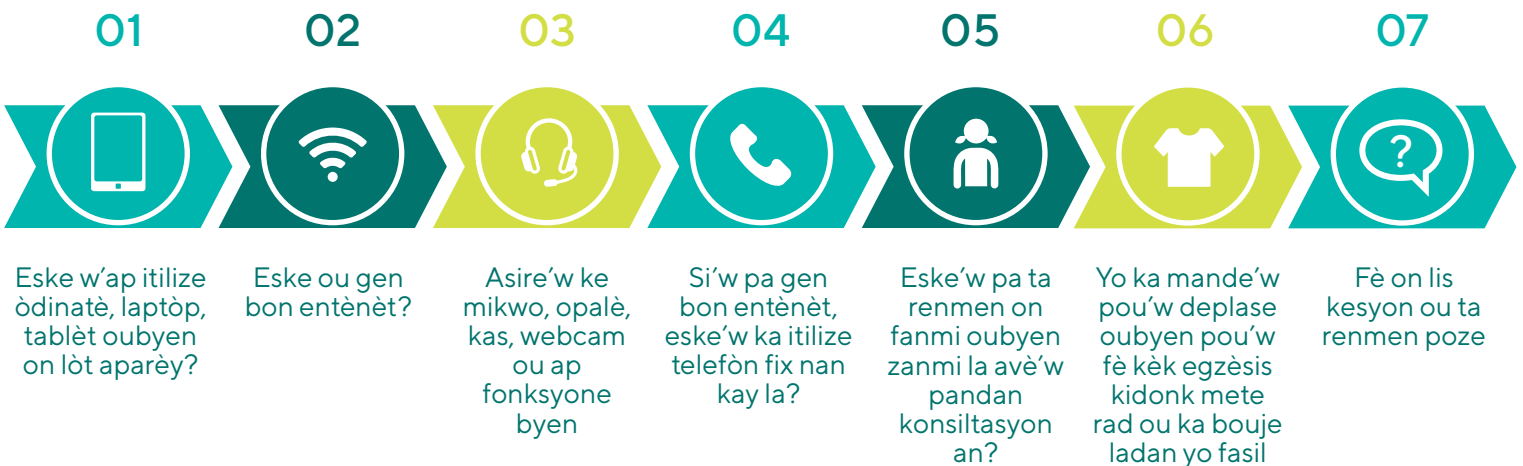 01
Eske w'ap itilize
òdinatè, laptòp,
tablèt oubyen
on lòt aparèy?
02
Eske ou gen
bon entènèt?
03
Asire'w ke
mikwo, opalè,
kas, webcam
ou ap
fonksyone
byen
04
Si'w pa gen
bon entènèt,
eske'w ka itilize
telefòn fix nan
kay la?
05
Eske'w pa ta
renmen on
fanmi oubyen
zanmi la avè'w
pandan
konsiltasyon
an?
06
Yo ka mande'w
pou'w deplase
oubyen pou'w
fè kèk egzèsis
kidonk mete
rad ou ka bouje
ladan yo fasil
07
?
Fè on lis
kesyon ou ta
renmen poze